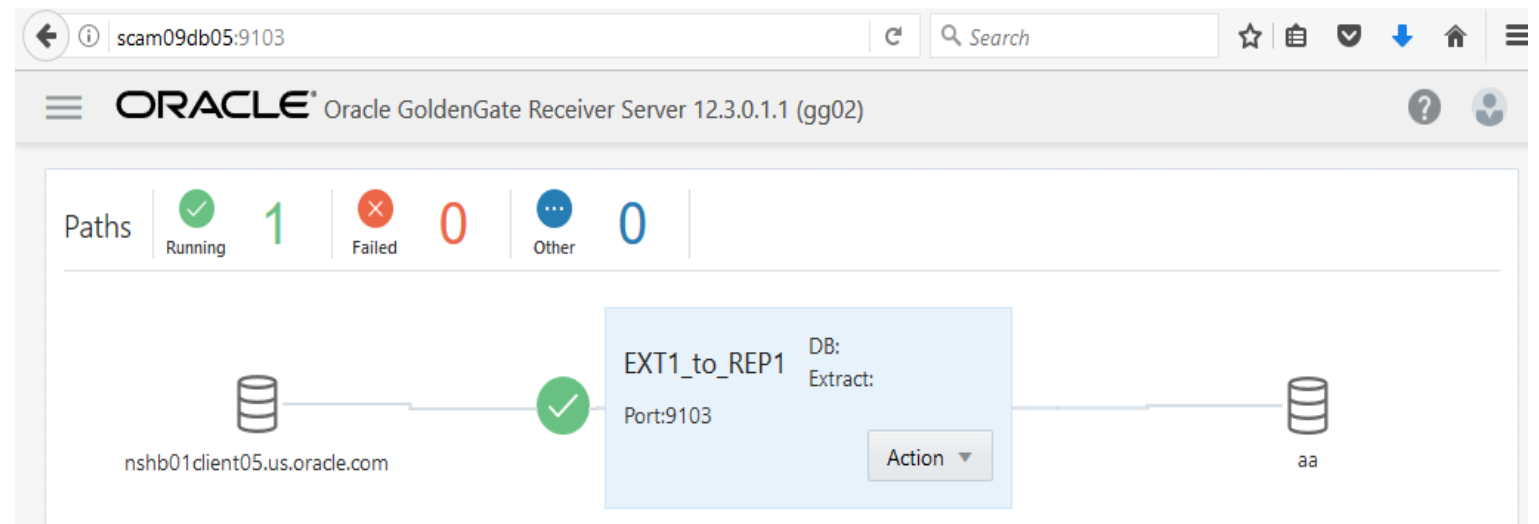 scam09db05:9103
Search
ORACLE® Oracle GoldenGate Receiver Server 12.3.0.1.1 (gg02)
Paths Running 1 Failed 0 Other 0
EXT1_to_REP1
DB:
Extract:
Port:9103
Action
nshb01client05.us.oracle.com
aa